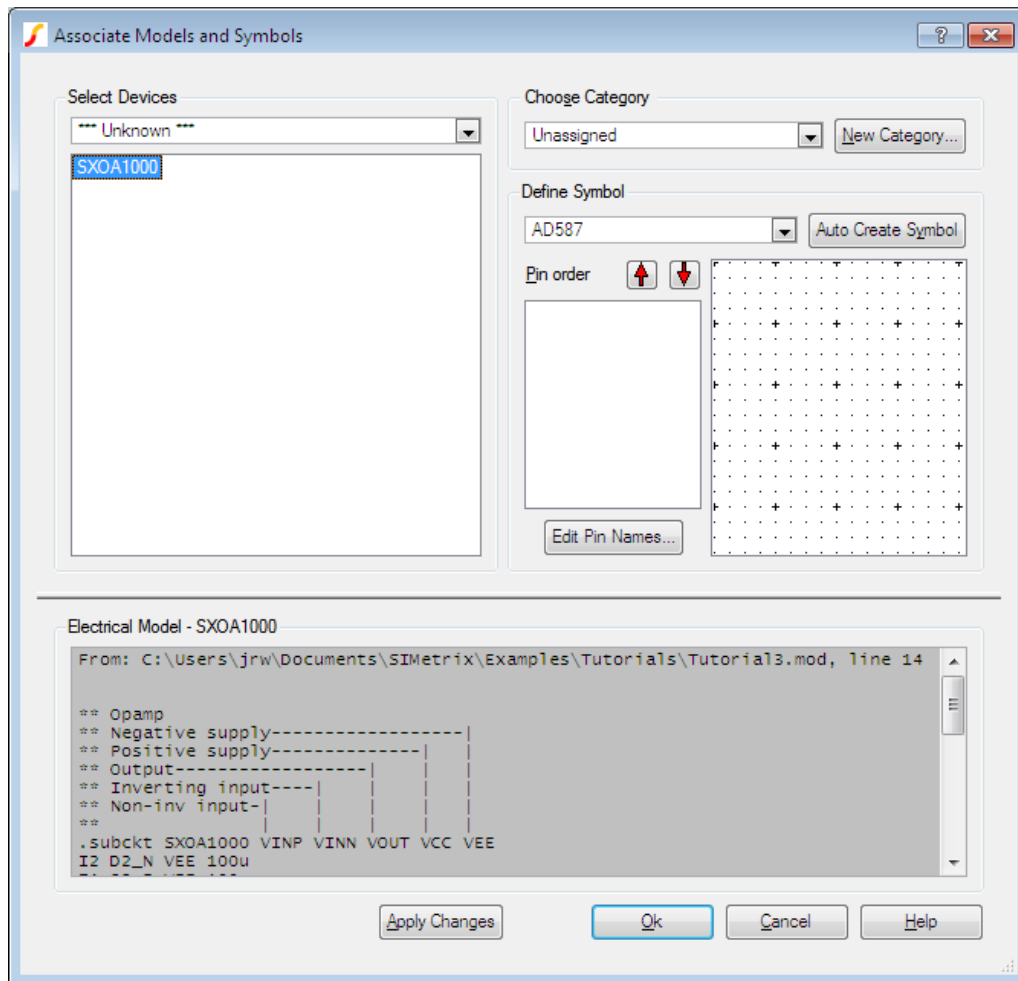 Associate Models and Symbols
Select Devices
*** Unknown ***
SXOA1000
Choose Category
Unassigned
New Category...
Define Symbol
AD587
Auto Create Symbol
Pin order
Edit Pin Names...
Electrical Model - SXOA1000
From: C:\Users\jrw\Documents\SIMetrix\Examples\Tutorials\Tutorial3.mod, line 14
** Opamp
** Negative supply------------------|
** Positive supply--------------|   |
** Output------------------|    |   |
** Inverting input----|    |    |   |
** Non-inv input-|    |    |    |   |
**               |    |    |    |   |
.subckt SXOA1000 VINP VINN VOUT VCC VEE
I2 D2_N VEE 100u
Apply Changes
Ok
Cancel
Help